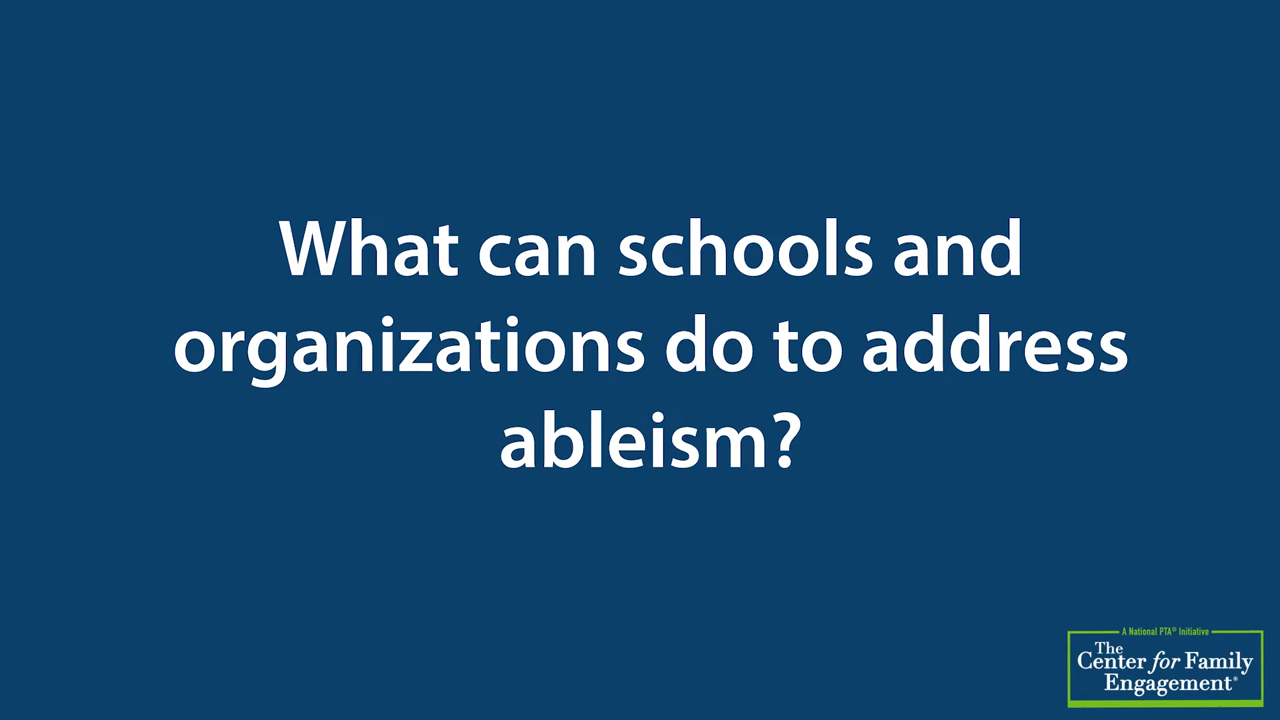 What can schools and
organizations do to address
ableism?
A National PTA® Initiative
The
Center for Family
Engagement®